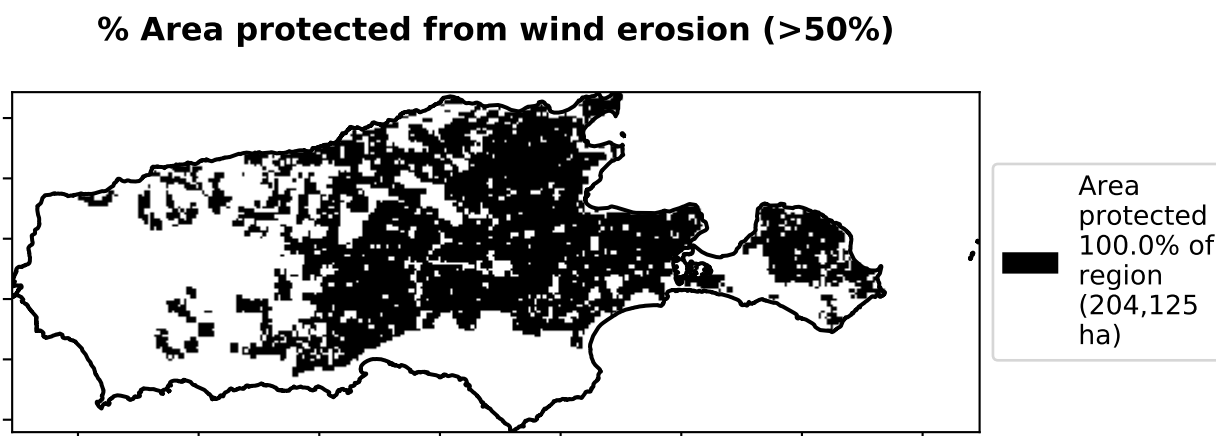 % Area protected from wind erosion (>50%)
Area
protected
100.0% of
region
(204,125
ha)